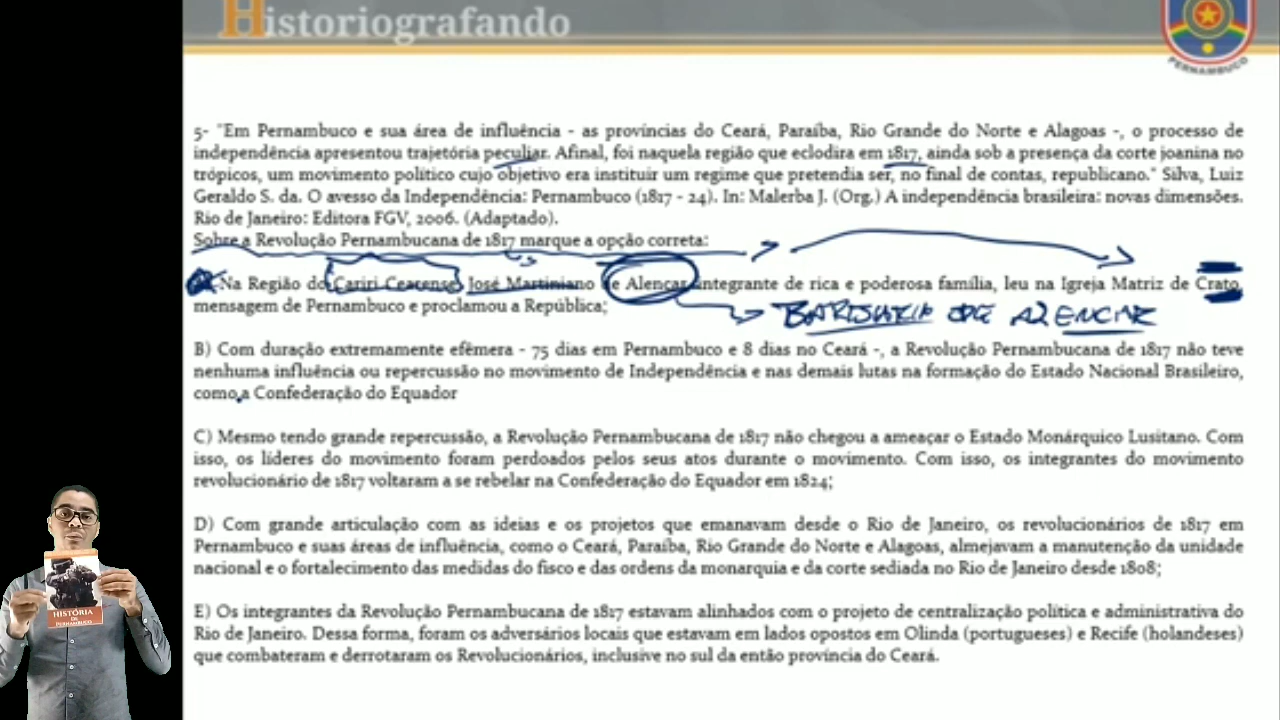 Historiografando
PERNAMBUCO
5- "Em Pernambuco e sua área de influência - as províncias do Ceará, Paraíba, Rio Grande do Norte e Alagoas -, o processo de
independência apresentou trajetória peculiar. Afinal, foi naquela região que eclodira em 1817, ainda sob a presença da corte joanina no
trópicos, um movimento político cujo objetivo era instituir um regime que pretendia ser, no final de contas, republicano." Silva, Luiz
Geraldo S. da. O avesso da Independência: Pernambuco (1817 - 24). In: Malerba J. (Org.) A independência brasileira: novas dimensões.
Rio de Janeiro: Editora FGV, 2006. (Adaptado).
Sobre a Revolução Pernambucana de 1817 marque a opção correta:
Na Região do Cariri Cearense, José Martiniano de Alencar, integrante de rica e poderosa família, leu na Igreja Matriz de Crato,
mensagem de Pernambuco e proclamou a República;
DE ALENCAR
B) Com duração extremamente efêmera - 75 dias em Pernambuco e 8 dias no Ceará -, a Revolução Pernambucana de 1817 não teve
nenhuma influência ou repercussão no movimento de Independência e nas demais lutas na formação do Estado Nacional Brasileiro,
como a Confederação do Equador
C) Mesmo tendo grande repercussão, a Revolução Pernambucana de 1817 não chegou a ameaçar o Estado Monárquico Lusitano. Com
isso, os líderes do movimento foram perdoados pelos seus atos durante o movimento. Com isso, os integrantes do movimento
revolucionário de 1817 voltaram a se rebelar na Confederação do Equador em 1824;
D) Com grande articulação com as ideias e os projetos que emanavam desde o Rio de Janeiro, os revolucionários de 1817 em
Pernambuco e suas áreas de influência, como o Ceará, Paraíba, Rio Grande do Norte e Alagoas, almejavam a manutenção da unidade
nacional e o fortalecimento das medidas do fisco e das ordens da monarquia e da corte sediada no Rio de Janeiro desde 1808;
E) Os integrantes da Revolução Pernambucana de 1817 estavam alinhados com o projeto de centralização política e administrativa do
Rio de Janeiro. Dessa forma, foram os adversários locais que estavam em lados opostos em Olinda (portugueses) e Recife (holandeses)
que combateram e derrotaram os Revolucionários, inclusive no sul da então província do Ceará.
HISTÓRIA
DE
PERNAMBUCO